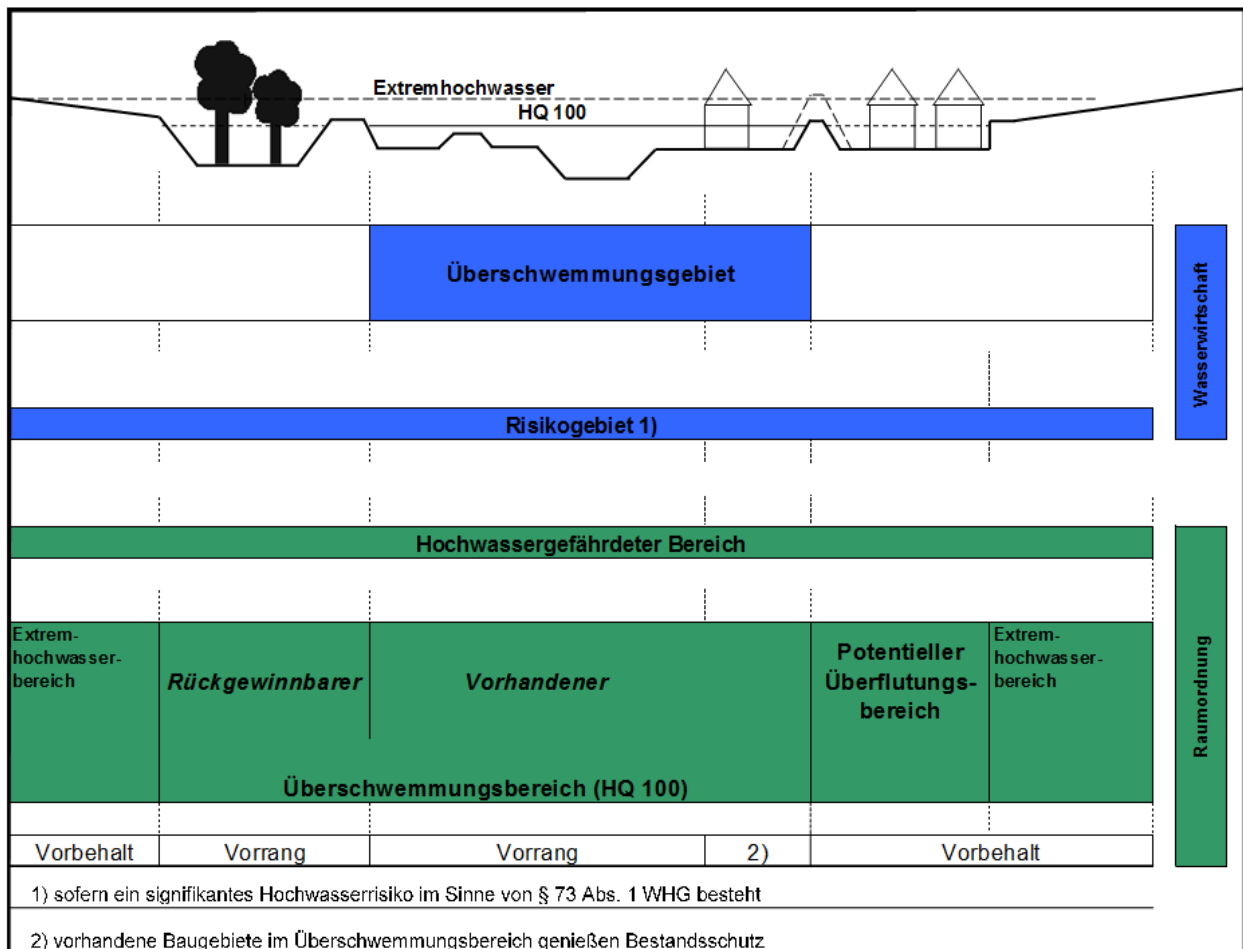 Extremhochwasser
HQ 100
Überschwemmungsgebiet
Wasserwirtschaft
Risikogebiet 1)
Hochwassergefährdeter Bereich
Extrem-
hochwasser-
bereich
Rückgewinnbarer
Vorhandener
Potentieller
Überflutungs-
bereich
Extrem-
hochwasser-
bereich
Raumordnung
Überschwemmungsbereich (HQ 100)
Vorbehalt
Vorrang
Vorrang
2)
Vorbehalt
1) sofern ein signifikantes Hochwasserrisiko im Sinne von § 73 Abs. 1 WHG besteht
2) vorhandene Baugebiete im Überschwemmungsbereich genießen Bestandsschutz